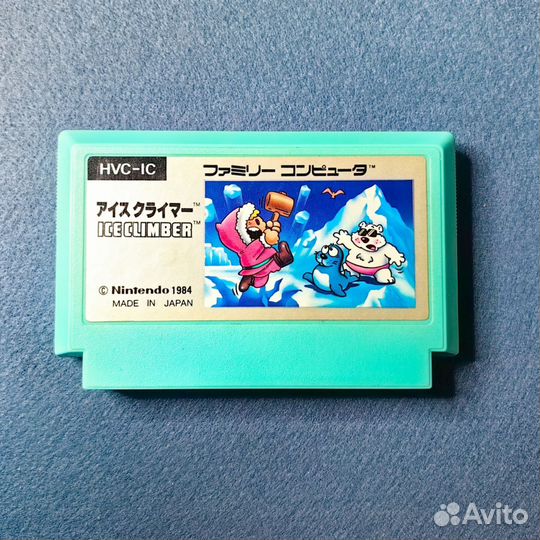 HVC-IC
ファミリー コンピュータ™
アイスクライマー™
ICE CLIMBER™
© Nintendo 1984
MADE IN JAPAN
Avito